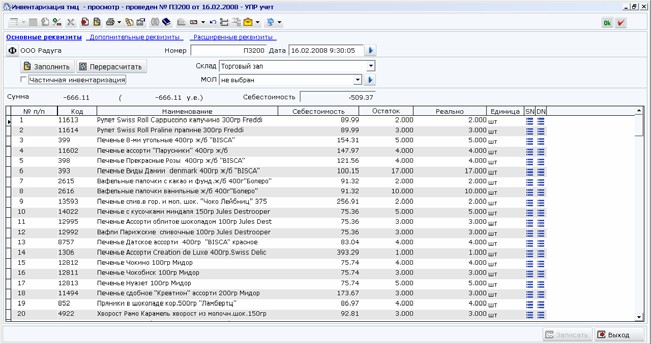 Инвентаризация тмц - просмотр - проведен № П3200 от 16.02.2008 - УПР учет
Ok
Основные реквизиты Дополнительные реквизиты Расширенные реквизиты
Ф ООО Радуга Номер П3200 Дата 16.02.2008 9:30:05
Заполнить Перерасчитать Склад Торговый зал
Частичная инвентаризация МОЛ не выбран
Сумма -666.11 ( -666.11 у.е.) Себестоимость -509.37
№ п/п Код Наименование Себестоимость Остаток Реально Единица SN DN
1 11613 Рулет Swiss Roll Cappuccino капучино 300гр Freddi 89.99 2.000 2.000 шт
2 11614 Рулет Swiss Roll Praline пралине 300гр Freddi 89.99 3.000 3.000 шт
3 399 Печенье 8-ми угольные 400гр ж/б "BISCA" 154.31 5.000 5.000 шт
4 11602 Печенье ассорти "Парусники" 400гр ж/б 147.97 4.000 4.000 шт
5 398 Печенье Прекрасные Розы 400гр ж/б "BISCA" 121.56 4.000 4.000 шт
6 393 Печенье Виды Дании denmark 400гр ж/б "BISCA" 100.15 17.000 17.000 шт
7 2615 Вафельные палочки с какао и фунд.ж/б 400г"Болеро" 91.32 2.000 2.000 шт
8 2616 Вафельные палочки ванильные ж/б 400г"Болеро" 91.32 10.000 10.000 шт
9 13593 Печенье слив.в гор. и мол. шок. "Чоко Лейбниц" 375 256.91 2.000 2.000 шт
10 14022 Печенье с кусочками миндаля 150гр Jules Destrooper 75.36 5.000 5.000 шт
11 12995 Печенье Ассорти облитое шоколадом 100гр Jules Dest 75.36 3.000 3.000 шт
12 12992 Вафли Парижские сливочные 100гр Jules Destrooper 75.36 3.000 3.000 шт
13 8757 Печенье Датское ассорти 400гр "BISCA" красное 83.04 4.000 4.000 шт
14 1306 Печенье Ассорти Creation de Luxe 400гр.Swiss Delic 393.29 1.000 1.000 шт
15 12812 Печенье Чокино 100гр Мидор 75.74 4.000 4.000 шт
16 12811 Печенье Чокобиск 100гр Мидор 75.74 3.000 3.000 шт
17 12813 Печенье Нуазет 100гр Мидор 75.74 5.000 5.000 шт
18 11494 Печенье сдобное "Креатион" ассорти 200гр Мидор 173.67 3.000 3.000 шт
19 852 Пряники в шоколаде кор.500гр "Ламбертц" 86.97 4.000 4.000 шт
20 4922 Хворост Рамо Карамель хворост из молочн.шок.150гр 92.81 3.000 3.000 шт
Записать Выход